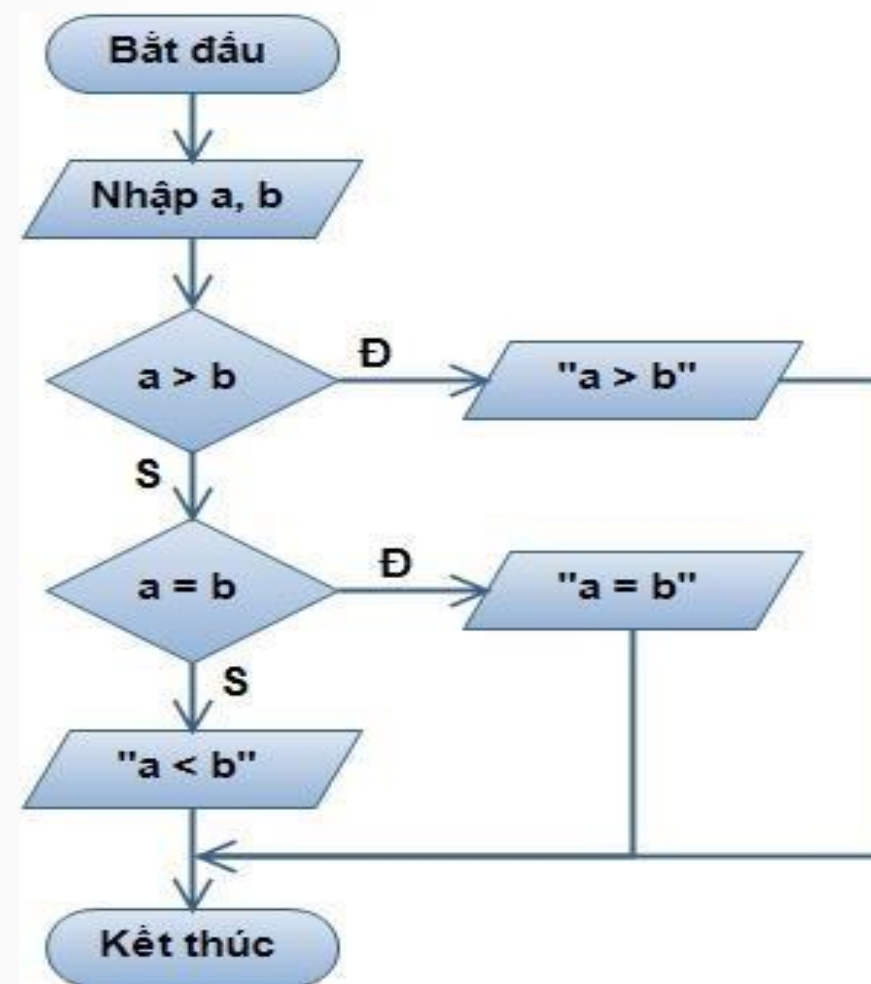 Bắt đầu
Nhập a, b
a > b
Đ
"a > b"
S
a = b
Đ
"a = b"
S
"a < b"
Kết thúc